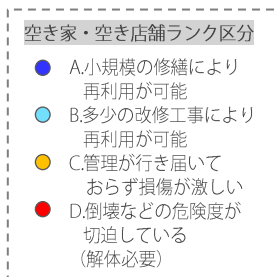 空き家・空き店舗ランク区分
A.小規模の修繕により
再利用が可能
B.多少の改修工事により
再利用が可能
C.管理が行き届いて
おらず損傷が激しい
D.倒壊などの危険度が
切迫している
（解体必要）